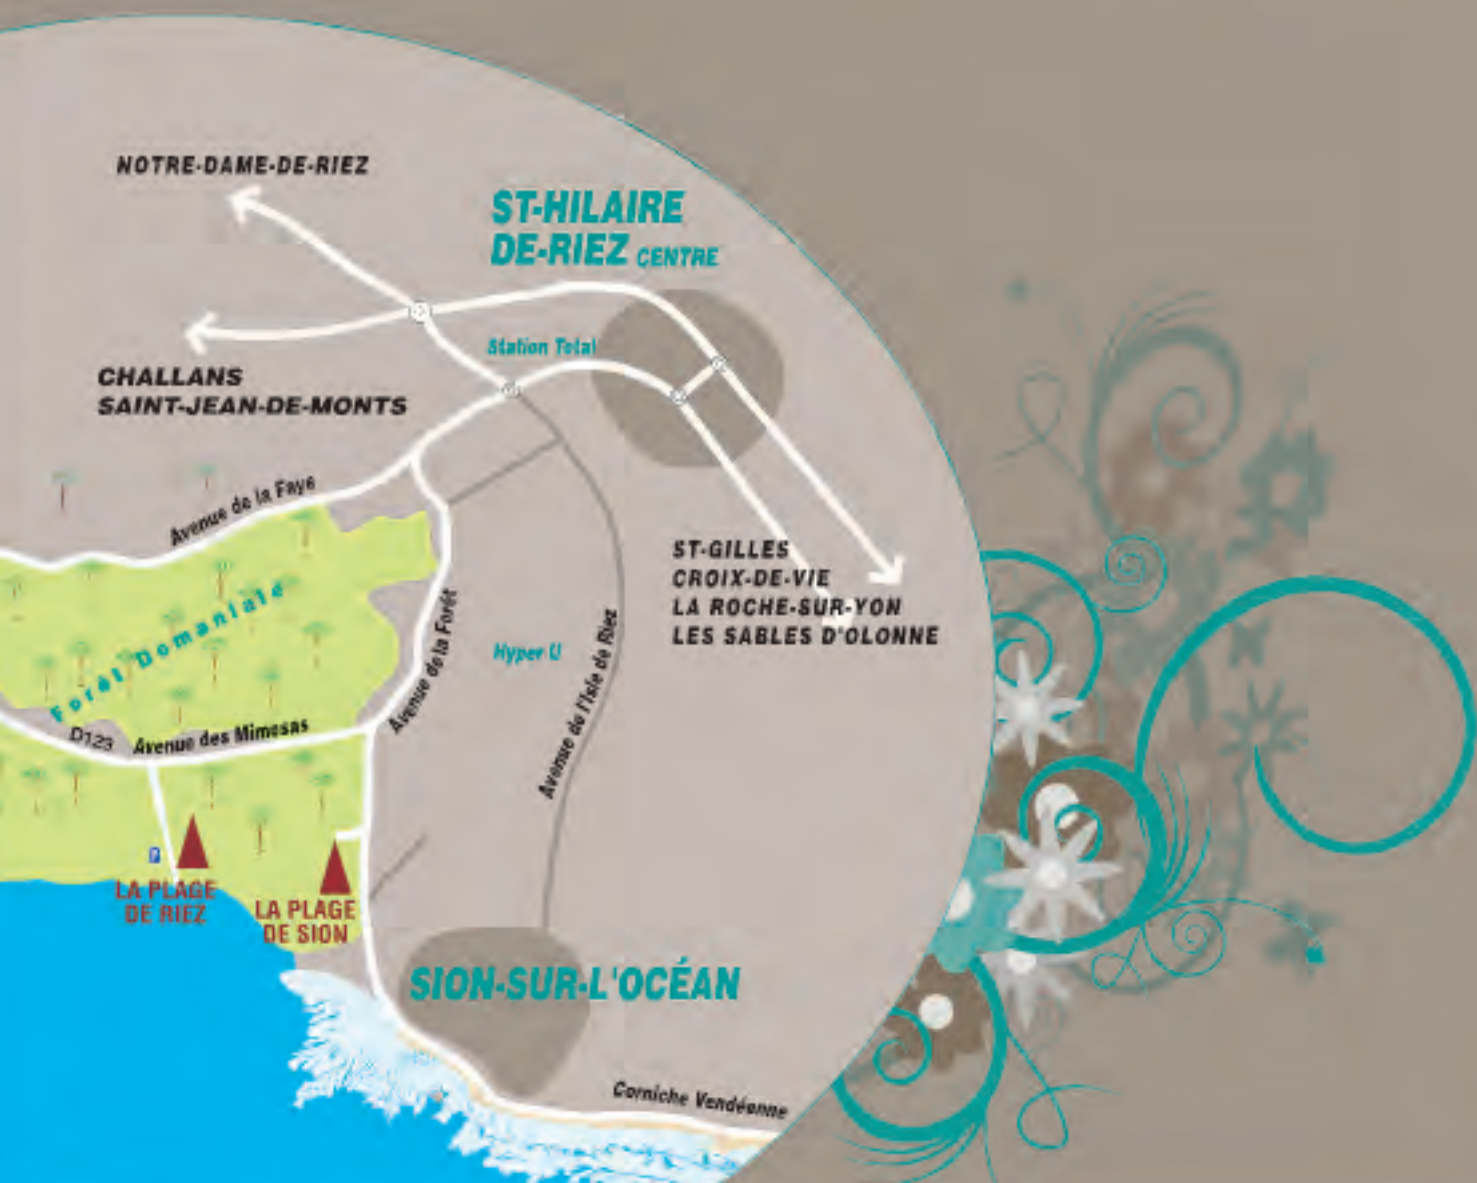 NOTRE-DAME-DE-RIEZ
ST-HILAIRE
DE-RIEZ CENTRE
Station Total
CHALLANS
SAINT-JEAN-DE-MONTS
Avenue de la Faye
ST-GILLES
CROIX-DE-VIE
LA ROCHE-SUR-YON
LES SABLES D'OLONNE
Forêt Domaniale
Avenue de la Forêt
Hyper U
Avenue de l'Isle de Riez
D123
Avenue des Mimosas
P
LA PLAGE
DE RIEZ
LA PLAGE
DE SION
SION-SUR-L'OCÉAN
Corniche Vendéenne